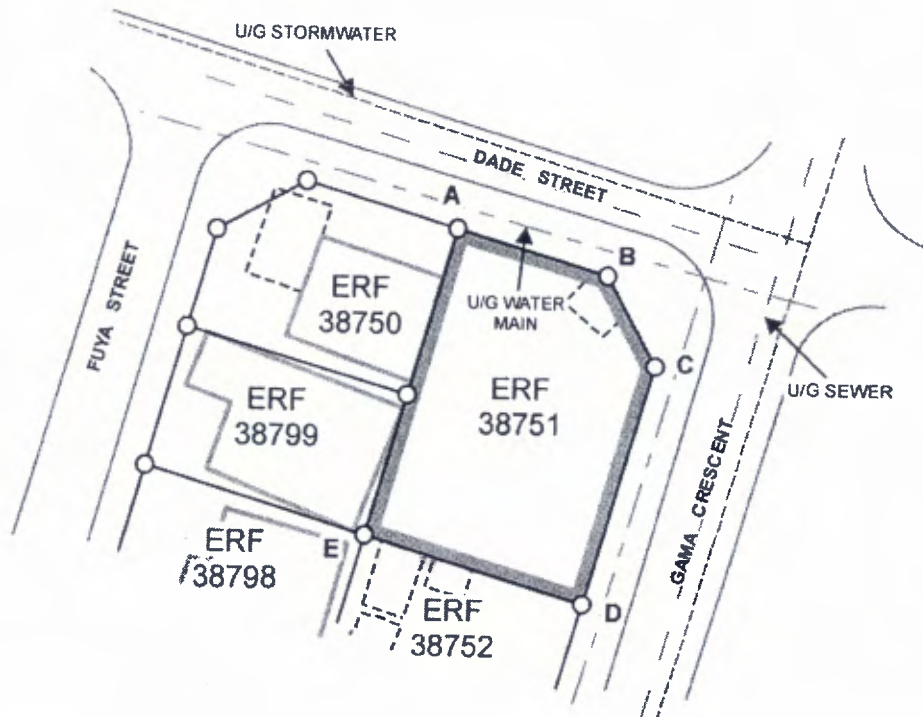 U/G STORMWATER
DADE STREET
A
B
U/G WATER
MAIN
ERF
38750
FUYA STREET
C
ERF
38751
U/G SEWER
ERF
38799
GAMA CRESCENT
E
ERF
38798
D
ERF
38752